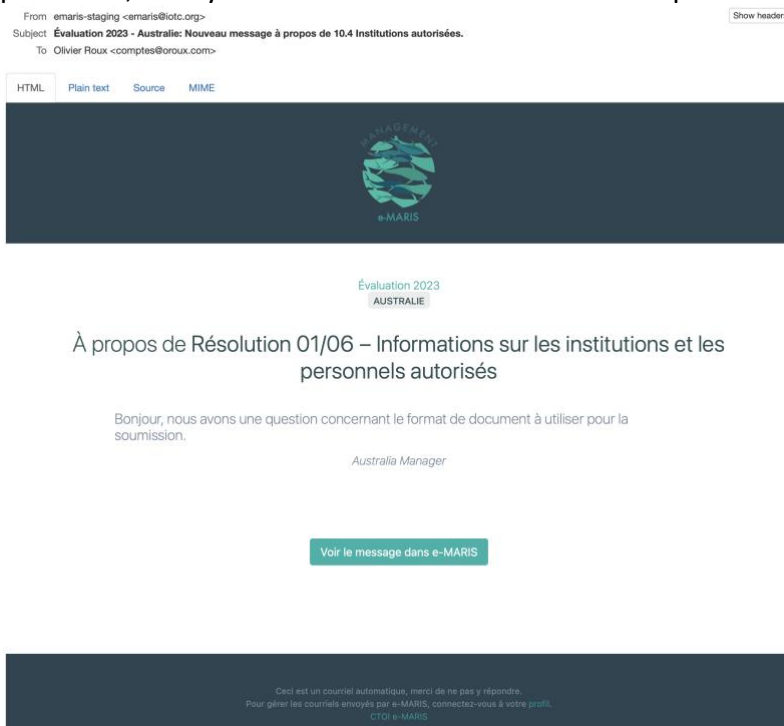 From emaris-staging <emaris@iotc.org>
Show header
Subject Évaluation 2023 - Australie: Nouveau message à propos de 10.4 Institutions autorisées.
To Olivier Roux <comptes@oroux.com>
HTML Plain text Source MIME
MANAGEMENT
e-MARIS
Évaluation 2023
AUSTRALIE
À propos de Résolution 01/06 – Informations sur les institutions et les
personnels autorisés
Bonjour, nous avons une question concernant le format de document à utiliser pour la
soumission.
Australia Manager
Voir le message dans e-MARIS
Ceci est un courriel automatique, merci de ne pas y répondre.
Pour gérer les courriels envoyés par e-MARIS, connectez-vous à votre profil.
CTOI e-MARIS